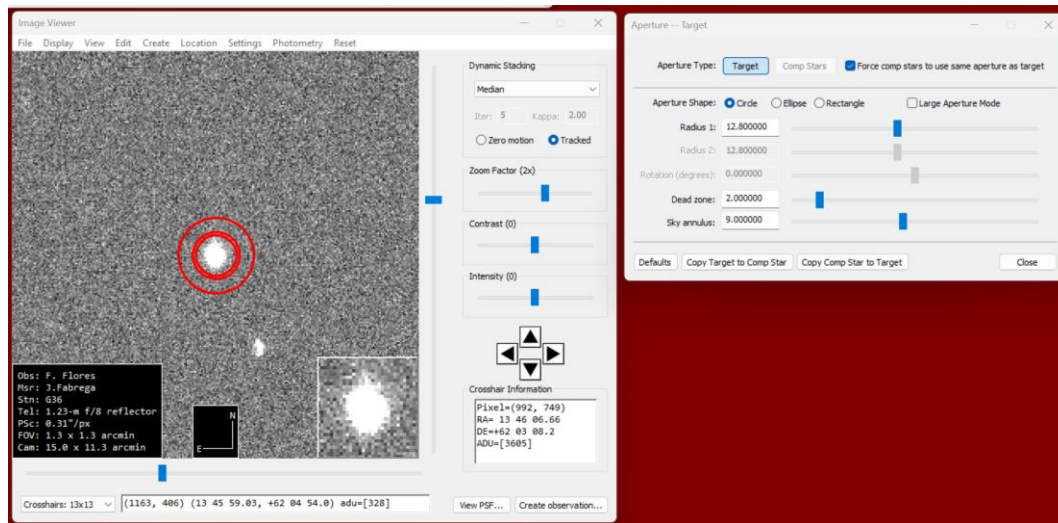 Image Viewer
File Display View Edit Create Location Settings Photometry Reset
Dynamic Stacking
Median
Iter: 5 Kappa: 2.00
Zero motion Tracked
Zoom Factor (2x)
Contrast (0)
Intensity (0)
Obs: F. Flores
Msr: J.Fabrega
Stn: G36
Tel: 1.23-m f/8 reflector
PSc: 0.31"/px
FOV: 1.3 x 1.3 arcmin
Cam: 15.0 x 11.3 arcmin
N
E
Crosshair Information
Pixel=(992, 749)
RA= 13 46 06.66
DE=+62 03 08.2
ADU=[3605]
Crosshairs: 13x13 (1163, 406) (13 45 59.03, +62 04 54.0) adu=[328]
View PSF... Create observation...
Aperture -- Target
Aperture Type: Target Comp Stars Force comp stars to use same aperture as target
Aperture Shape: Circle Ellipse Rectangle Large Aperture Mode
Radius 1: 12.800000
Radius 2: 12.800000
Rotation (degrees): 0.000000
Dead zone: 2.000000
Sky annulus: 9.000000
Defaults Copy Target to Comp Star Copy Comp Star to Target Close